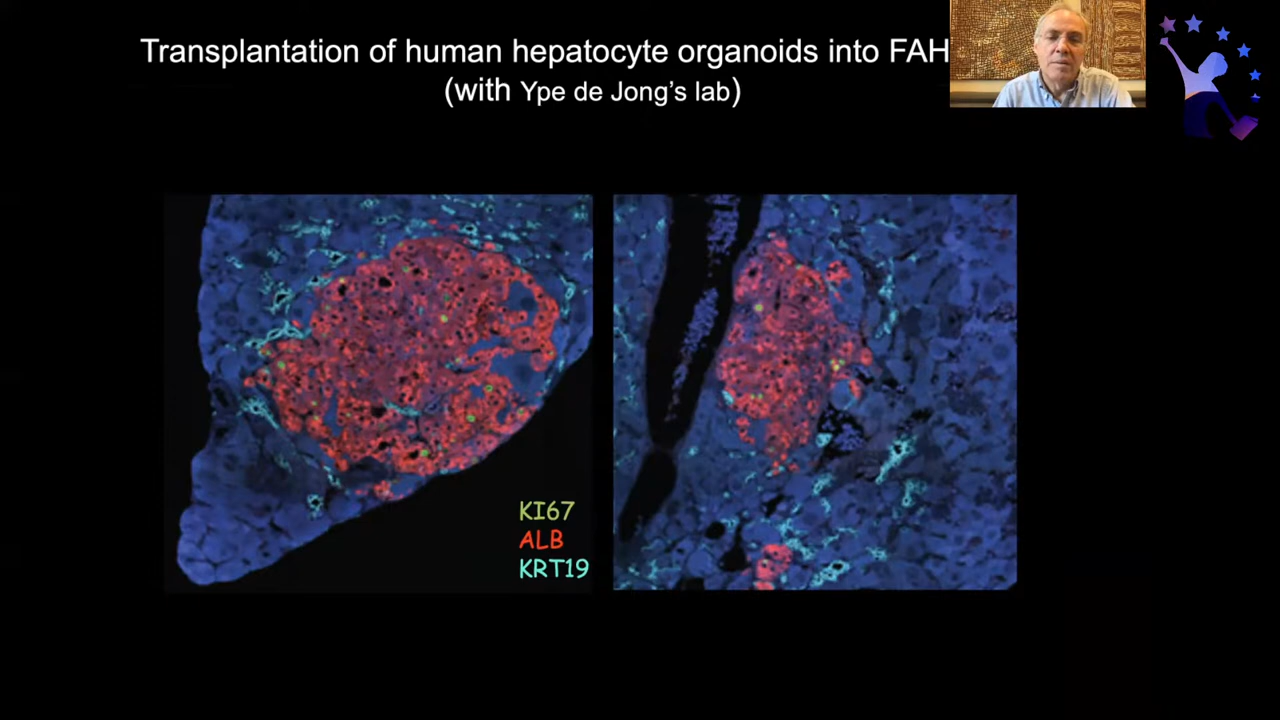 Transplantation of human hepatocyte organoids into FAH
(with Ype de Jong's lab)
KI67
ALB
KRT19